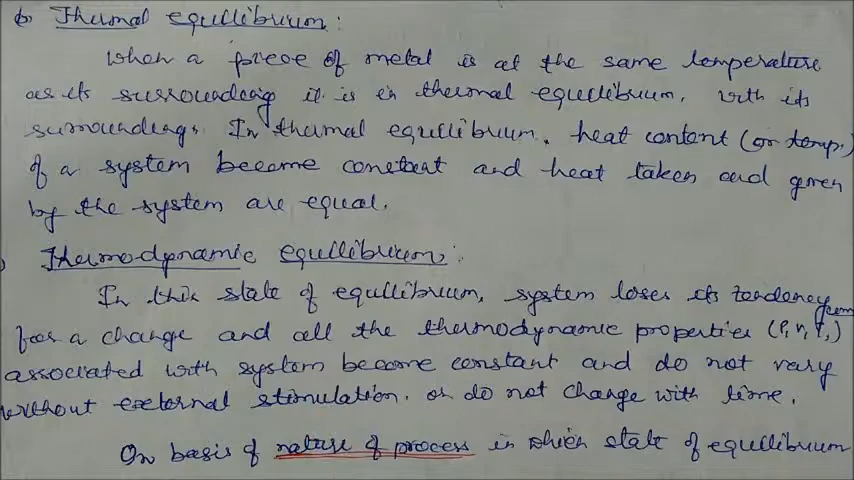 b) Thermal equilibrium:
When a piece of metal is at the same temperature
as its surrounding it is in thermal equilibrium, with its
surroundings. In thermal equilibrium, heat content (or temp.)
of a system become constant and heat taken and given
by the system are equal.
) Thermodynamic equilibrium:
In this state of equilibrium, system loses its tendency
for a change and all the thermodynamic properties (P,
associated with system become constant and do not vary
without external stimulation. or do not change with time.
On basis of nature of process in which state of equilibrium